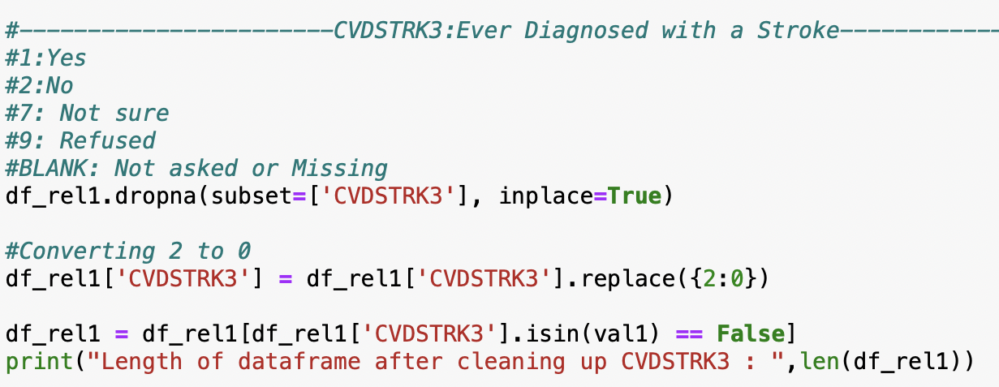 #-----------------------CVDSTRK3:Ever Diagnosed with a Stroke------------
#1:Yes
#2:No
#7: Not sure
#9: Refused
#BLANK: Not asked or Missing
df_rel1.dropna(subset=['CVDSTRK3'], inplace=True)
#Converting 2 to 0
df_rel1['CVDSTRK3'] = df_rel1['CVDSTRK3'].replace({2:0})
df_rel1 = df_rel1[df_rel1['CVDSTRK3'].isin(val1) == False]
print("Length of dataframe after cleaning up CVDSTRK3 : ",len(df_rel1))